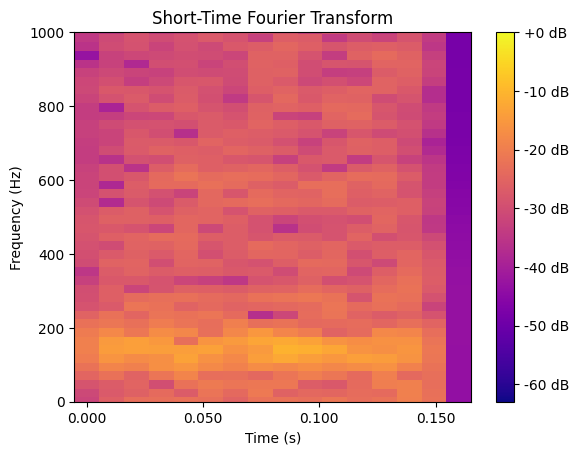 Short-Time Fourier Transform
Frequency (Hz)
1000
800
600
400
200
0
0.000
0.050
0.100
0.150
Time (s)
+0 dB
-10 dB
-20 dB
-30 dB
-40 dB
-50 dB
-60 dB